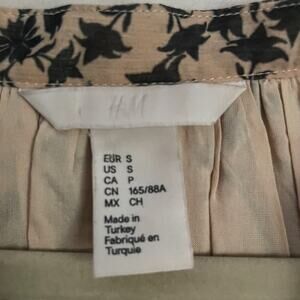 H&M
EUR S
US S
CA P
CN 165/88A
MX CH
Made in
Turkey
Fabriqué en
Turquie